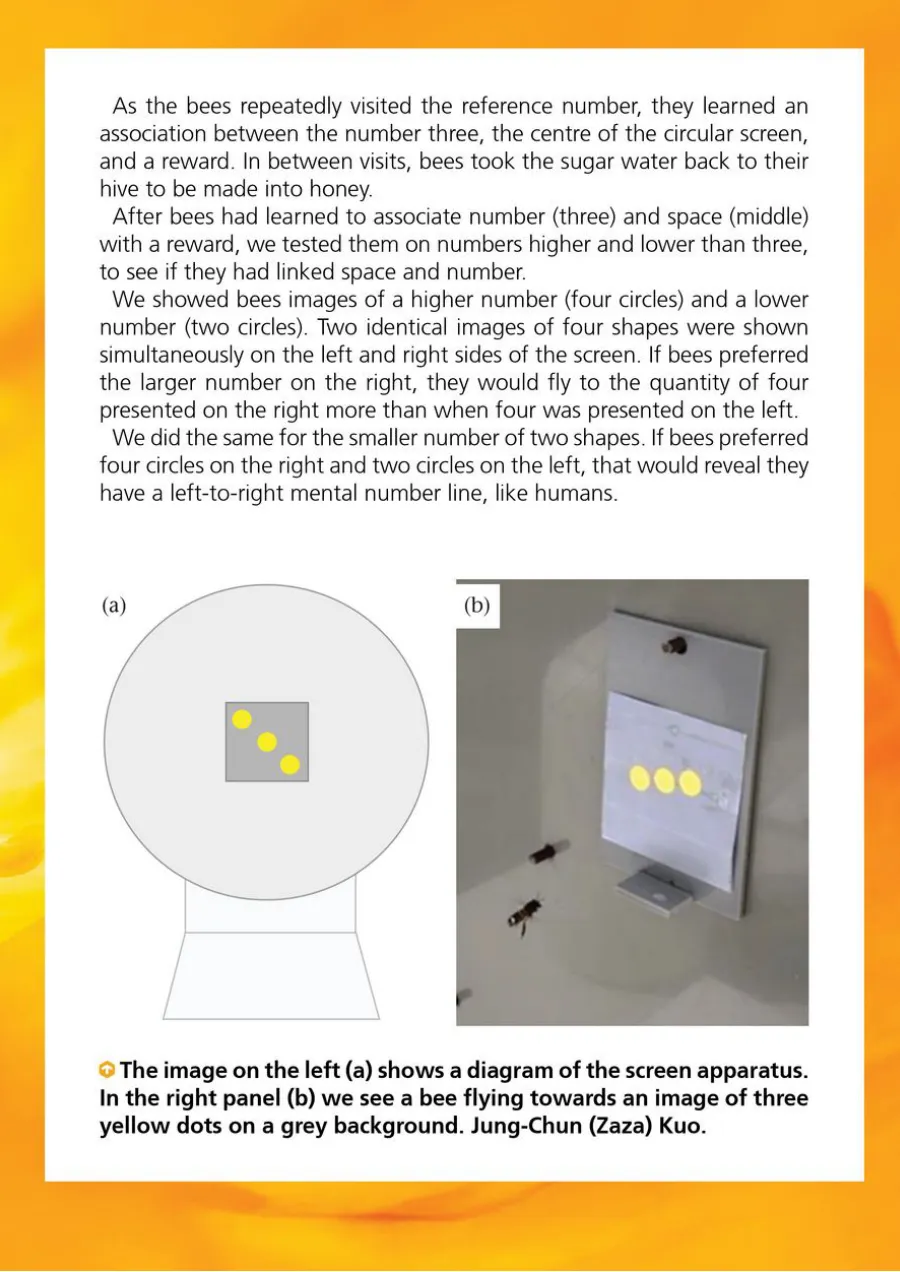 As the bees repeatedly visited the reference number, they learned an
association between the number three, the centre of the circular screen,
and a reward. In between visits, bees took the sugar water back to their
hive to be made into honey.
After bees had learned to associate number (three) and space (middle)
with a reward, we tested them on numbers higher and lower than three,
to see if they had linked space and number.
We showed bees images of a higher number (four circles) and a lower
number (two circles). Two identical images of four shapes were shown
simultaneously on the left and right sides of the screen. If bees preferred
the larger number on the right, they would fly to the quantity of four
presented on the right more than when four was presented on the left.
We did the same for the smaller number of two shapes. If bees preferred
four circles on the right and two circles on the left, that would reveal they
have a left-to-right mental number line, like humans.
(a)
(b)
The image on the left (a) shows a diagram of the screen apparatus.
In the right panel (b) we see a bee flying towards an image of three
yellow dots on a grey background. Jung-Chun (Zaza) Kuo.